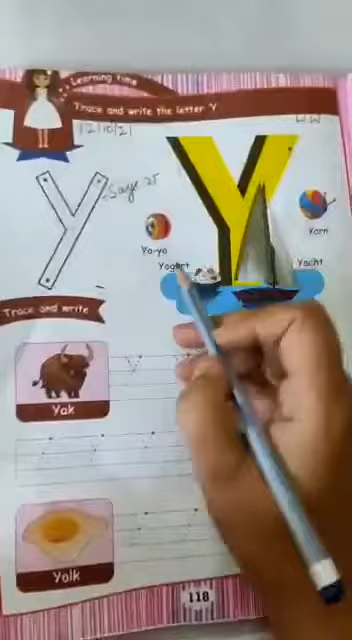 Learning time
Trace and write the letter Y
12/10/21
H.W
Y
Page 25
Yo-yo
Yarn
Yogurt
Yacht
Trace and write
Yak
Yolk
118